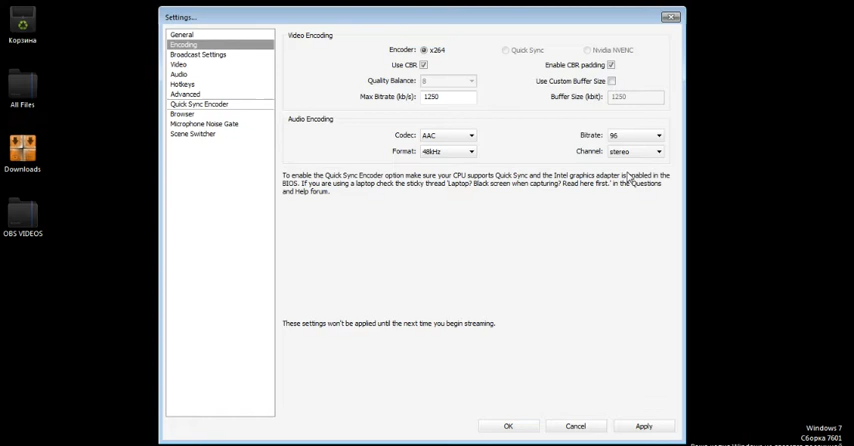 Settings...
Корзина
All Files
Downloads
OBS VIDEOS
General
Encoding
Broadcast Settings
Video
Audio
Hotkeys
Advanced
Quick Sync Encoder
Browser
Microphone Noise Gate
Scene Switcher
Video Encoding
Encoder: x264 Quick Sync Nvidia NVENC
Use CBR Enable CBR padding
Quality Balance: 8 Use Custom Buffer Size
Max Bitrate (kb/s): 1250 Buffer Size (kbit): 1250
Audio Encoding
Codec: AAC Bitrate: 96
Format: 48kHz Channel: stereo
To enable the Quick Sync Encoder option make sure your CPU supports Quick Sync and the Intel graphics adapter is enabled in the
BIOS. If you are using a laptop check the sticky thread 'Laptop? Black screen when capturing? Read here first.' in the Questions
and Help forum.
These settings won't be applied until the next time you begin streaming.
OK Cancel Apply
Windows 7
Сборка 7601